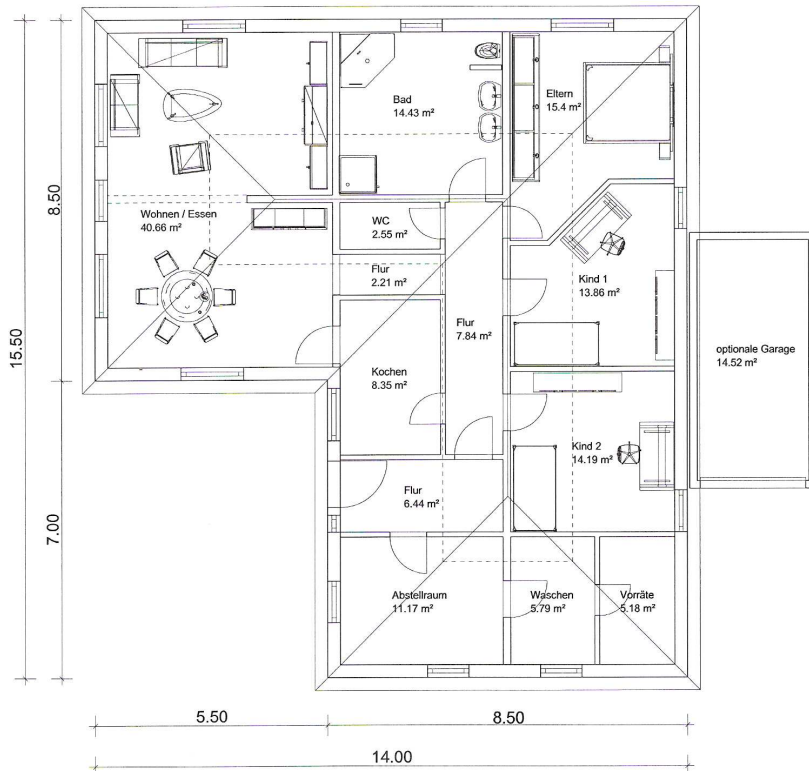 Bad
14.43 m²
Eltern
15.4 m²
Wohnen / Essen
40.66 m²
WC
2.55 m²
Flur
2.21 m²
Kind 1
13.86 m²
Flur
7.84 m²
optionale Garage
14.52 m²
Kochen
8.35 m²
Kind 2
14.19 m²
Flur
6.44 m²
Abstellraum
11.17 m²
Waschen
5.79 m²
Vorräte
5.18 m²
8.50
15.50
7.00
5.50
8.50
14.00